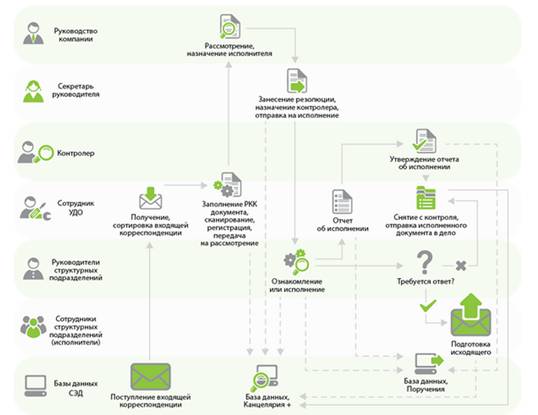 Руководство
компании
Рассмотрение,
назначение исполнителя
Секретарь
руководителя
Занесение резолюции,
назначение контролера,
отправка на исполнение
Контролер
Утверждение отчета
об исполнении
Сотрудник
УДО
Получение,
сортировка входящей
корреспонденции
Заполнение РКК
документа,
сканирование,
регистрация,
передача
на рассмотрение
Отчет
об исполнении
Снятие с контроля,
отправка исполненного
документа в дело
Руководители
структурных
подразделений
Ознакомление
или исполнение
Требуется ответ?
Сотрудники
структурных
подразделений
(исполнители)
Подготовка
исходящего
Базы данных
СЭД
Поступление входящей
корреспонденции
База данных,
Канцелярия +
База данных,
Поручения